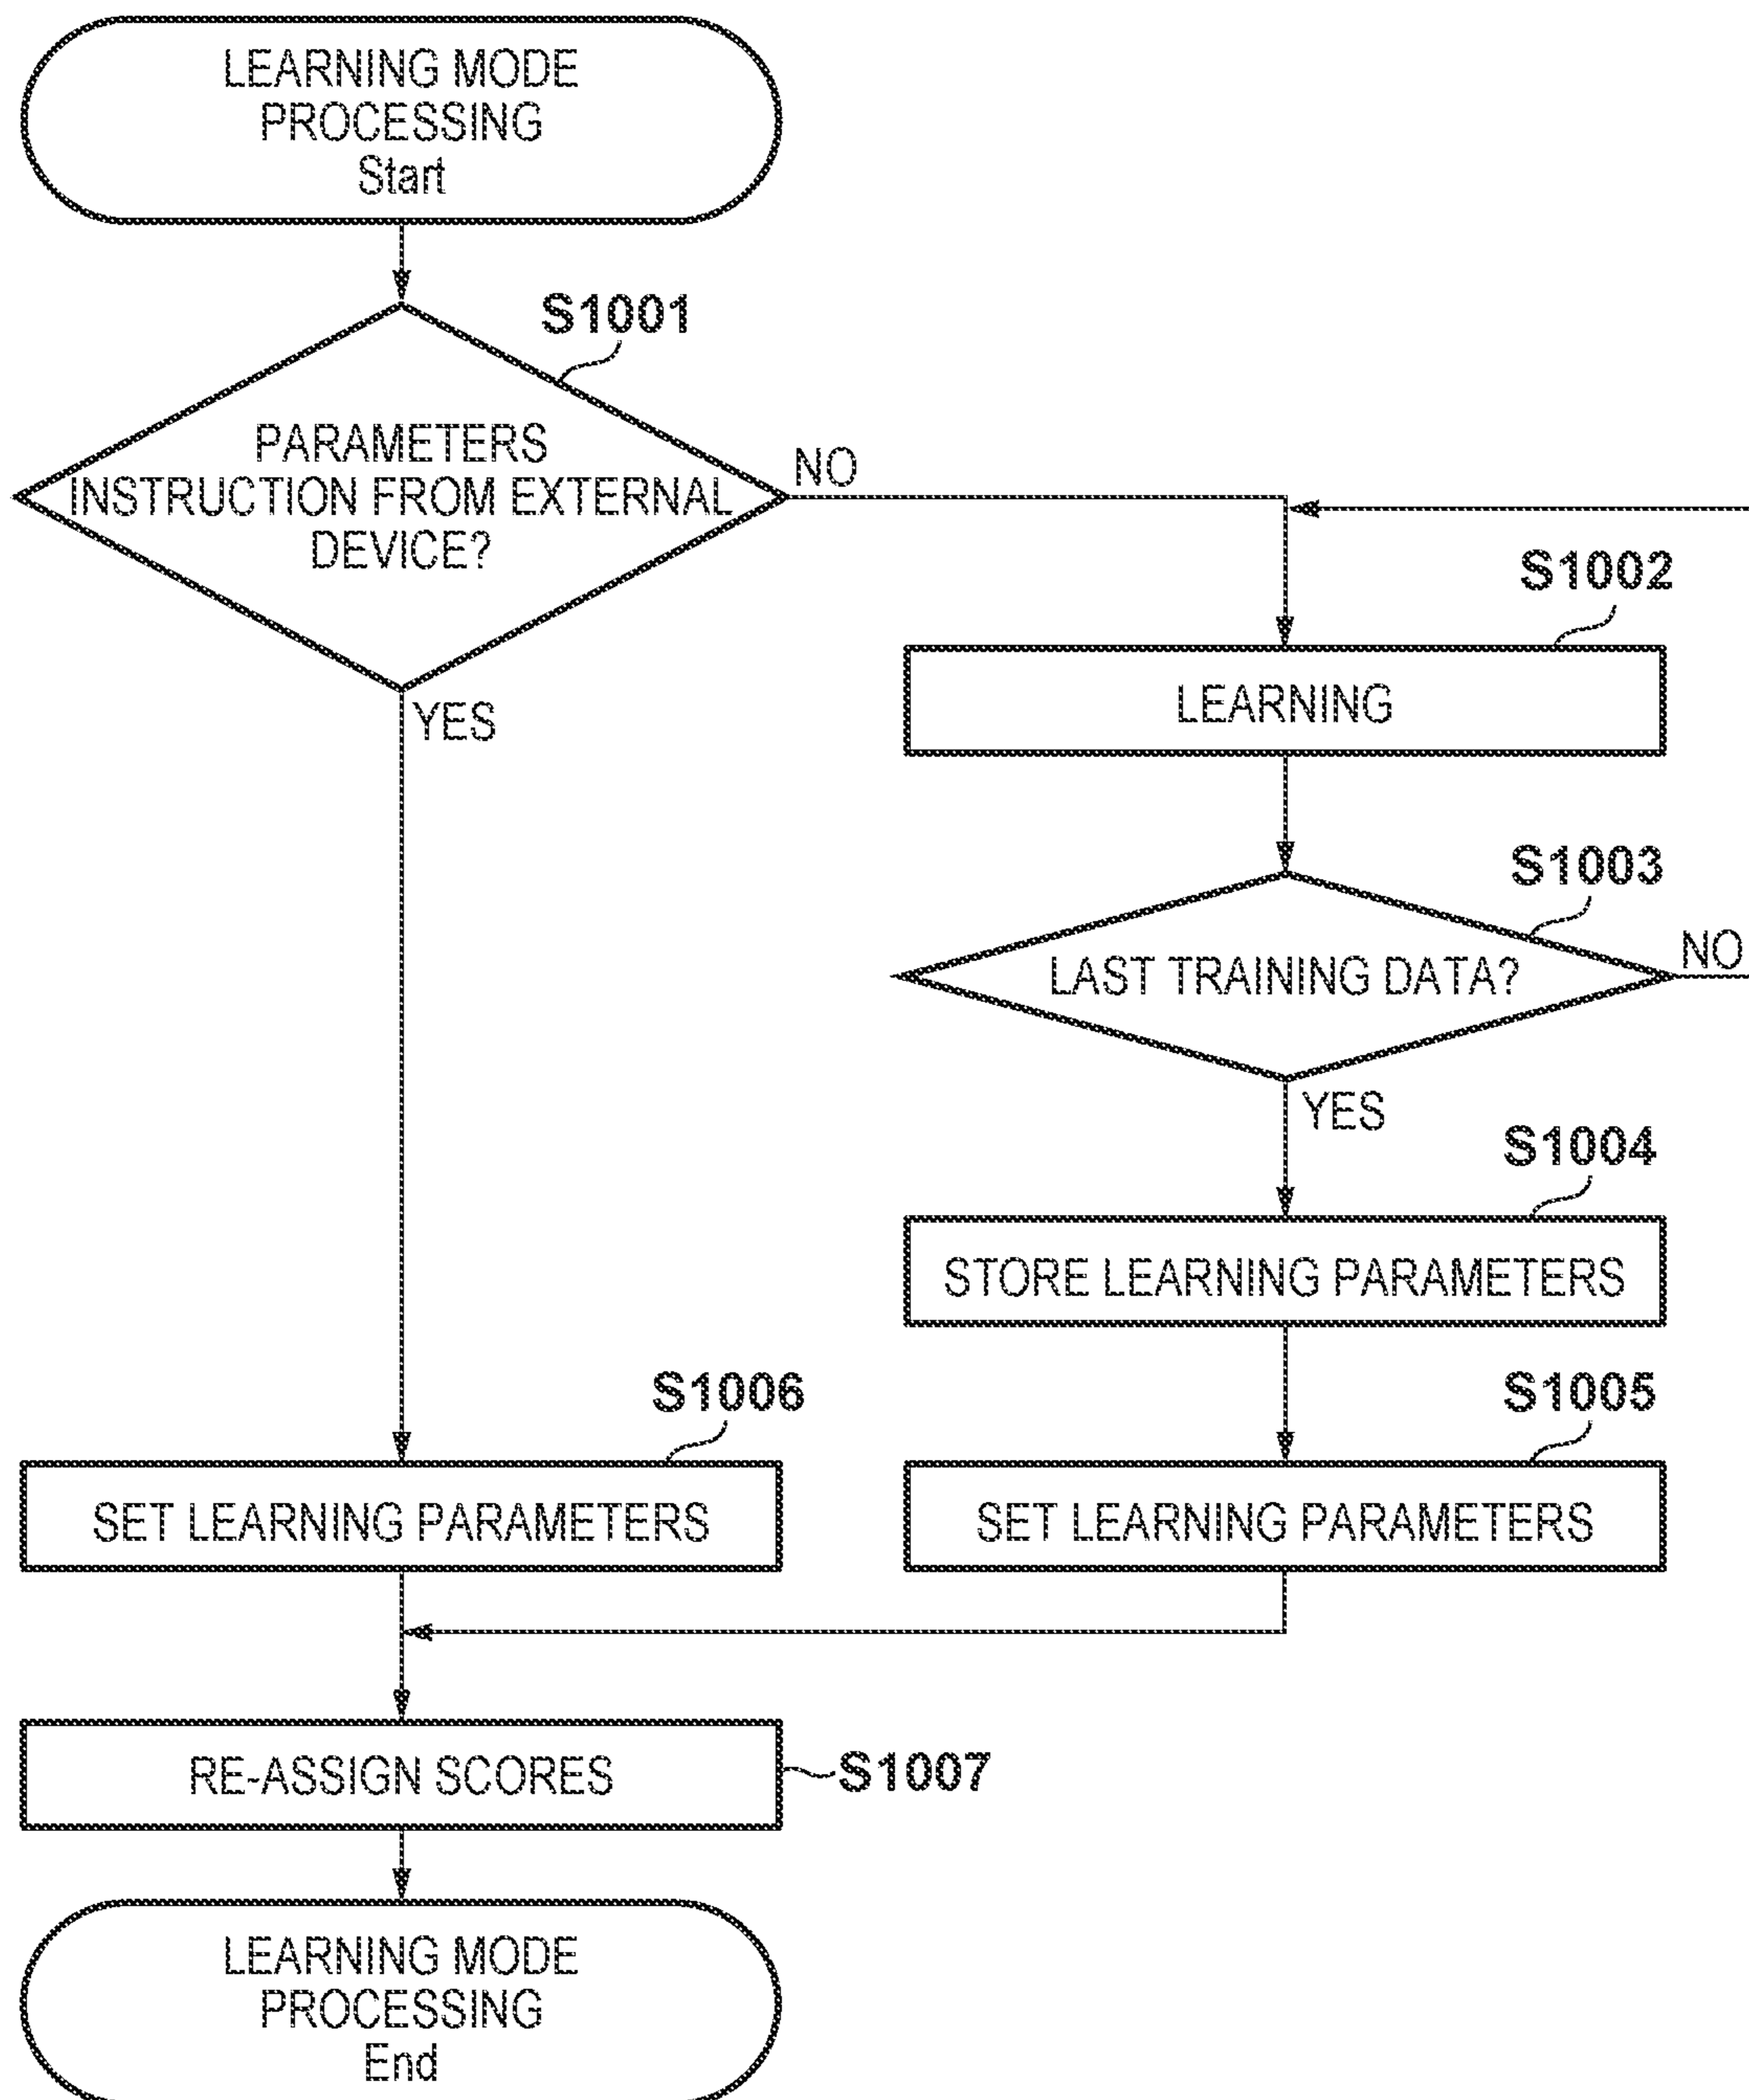 LEARNING MODE
PROCESSING
Start
S1001
PARAMETERS
INSTRUCTION FROM EXTERNAL
DEVICE?
NO
YES
S1002
LEARNING
S1003
LAST TRAINING DATA?
NO
YES
S1004
STORE LEARNING PARAMETERS
S1006
SET LEARNING PARAMETERS
S1005
SET LEARNING PARAMETERS
RE-ASSIGN SCORES
S1007
LEARNING MODE
PROCESSING
End